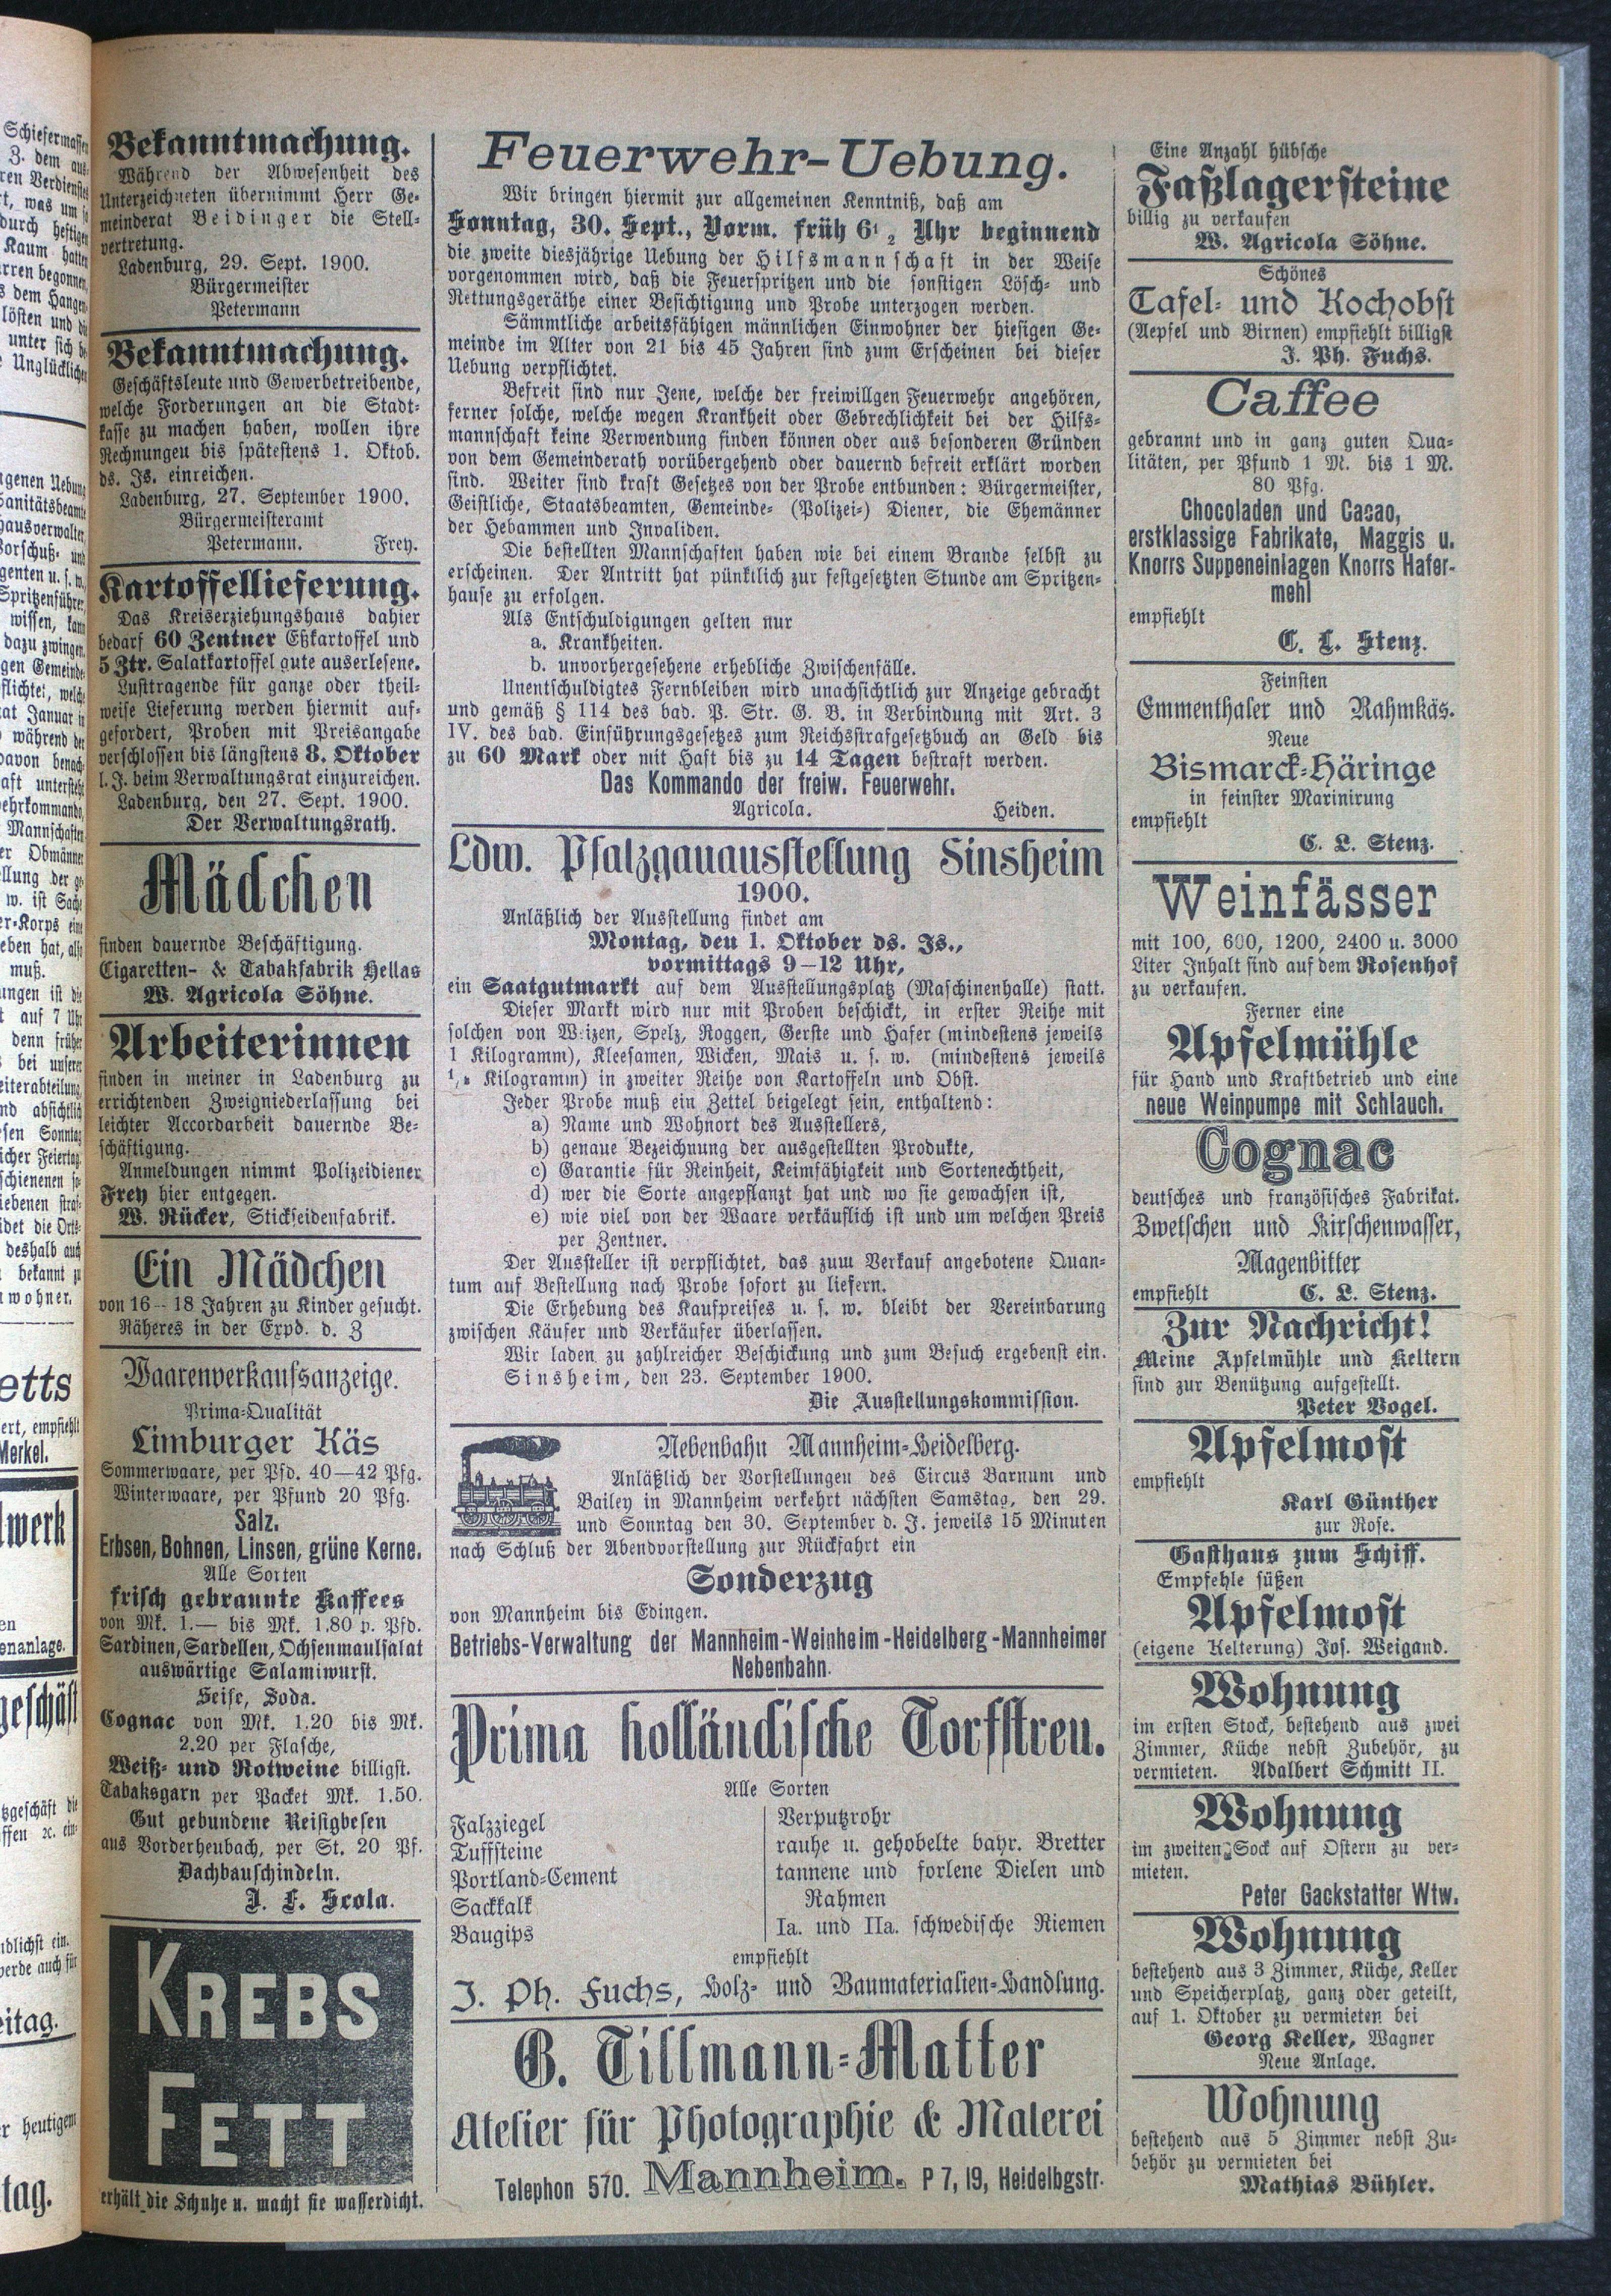 Bekanntmachung.
Während der Abwesenheit des
Unterzeichneten übernimmt Herr Ge-
meinderat Beidinger die Stell-
vertretung.
Ladenburg, 29. Sept. 1900.
Bürgermeister
Petermann
Bekanntmachung.
Geschäftsleute und Gewerbetreibende,
welche Forderungen an die Stadt-
kasse zu machen haben, wollen ihre
Rechnungen bis spätestens 1. Oktob.
ds. Js. einreichen.
Ladenburg, 27. September 1900.
Bürgermeisteramt
Petermann. Frey.
Kartoffellieferung.
Das Kreiserziehungshaus dahier
bedarf 60 Zentner Eßkartoffel und
5 Ztr. Salatkartoffel gute auserlesene.
Lusttragende für ganze oder theil-
weise Lieferung werden hiermit auf-
gefordert, Proben mit Preisangabe
verschlossen bis längstens 3. Oktober
l. J. beim Verwaltungsrat einzureichen.
Ladenburg, den 27. Sept. 1900.
Der Verwaltungsrath.
Mädchen
finden dauernde Beschäftigung.
Cigaretten- & Tabakfabrik Hellas
W. Agricola Söhne.
Arbeiterinnen
finden in meiner in Ladenburg zu
errichtenden Zweigniederlassung bei
leichter Accordarbeit dauernde Be-
schäftigung.
Anmeldungen nimmt Polizeidiener
Frey hier entgegen.
W. Rücker, Stickseidenfabrik.
Ein Mädchen
von 16-18 Jahren zu Kinder gesucht.
Näheres in der Expd. d. Z
Waarenverkaufsanzeige.
Prima-Qualität
Limburger Käs
Sommerwaare, per Pfd. 40—42 Pfg.
Winterwaare, per Pfund 20 Pfg.
Salz.
Erbsen, Bohnen, Linsen, grüne Kerne.
Alle Sorten
frisch gebrannte Kaffees
von Mk. 1.— bis Mk. 1.80 p. Pfd.
Sardinen, Sardellen, Ochsenmaulsalat
auswärtige Salamiwurst.
Seife, Soda.
Cognac von Mk. 1.20 bis Mk.
2.20 per Flasche,
Weiß- und Rotweine billigst.
Tabaksgarn per Packet Mk. 1.50.
Gut gebundene Reisigbesen
aus Vorderheubach, per St. 20 Pf.
Dachbauschindeln.
J. F. Scola.
KREBS
FETT
erhält die Schuhe u. macht sie wasserdicht.
Feuerwehr-Uebung.
Wir bringen hiermit zur allgemeinen Kenntniß, daß am
Sonntag, 30. Sept., Vorm. früh 6 1/2 Uhr beginnend
die zweite diesjährige Uebung der Hilfsmannschaft in der Weise
vorgenommen wird, daß die Feuerspritzen und die sonstigen Lösch- und
Rettungsgeräthe einer Besichtigung und Probe unterzogen werden.
Sämmtliche arbeitsfähigen männlichen Einwohner der hiesigen Ge-
meinde im Alter von 21 bis 45 Jahren sind zum Erscheinen bei dieser
Uebung verpflichtet.
Befreit sind nur Jene, welche der freiwillgen Feuerwehr angehören,
ferner solche, welche wegen Krankheit oder Gebrechlichkeit bei der Hilfs-
mannschaft keine Verwendung finden können oder aus besonderen Gründen
von dem Gemeinderath vorübergehend oder dauernd befreit erklärt worden
sind. Weiter sind kraft Gesetzes von der Probe entbunden: Bürgermeister,
Geistliche, Staatsbeamten, Gemeinde- (Polizei-) Diener, die Ehemänner
der Hebammen und Invaliden.
Die bestellten Mannschaften haben wie bei einem Brande selbst zu
erscheinen. Der Antritt hat pünktlich zur festgesetzten Stunde am Spritzen-
hause zu erfolgen.
Als Entschuldigungen gelten nur
a. Krankheiten.
b. unvorhergesehene erhebliche Zwischenfälle.
Unentschuldigtes Fernbleiben wird unachsichtlich zur Anzeige gebracht
und gemäß § 114 des bad. P. Str. G. B. in Verbindung mit Art. 3
IV. des bad. Einführungsgesetzes zum Reichsstrafgesetzbuch an Geld bis
zu 60 Mark oder mit Haft bis zu 14 Tagen bestraft werden.
Das Kommando der freiw. Feuerwehr.
Agricola. Heiden.
Ldw. Pfalzgauausstellung Sinsheim
1900.
Anläßlich der Ausstellung findet am
Montag, den 1. Oktober ds. Js.,
vormittags 9—12 Uhr,
ein Saatgutmarkt auf dem Ausstellungsplatz (Maschinenhalle) statt.
Dieser Markt wird nur mit Proben beschickt, in erster Reihe mit
solchen von Weizen, Spelz, Roggen, Gerste und Hafer (mindestens jeweils
1 Kilogramm), Kleesamen, Wicken, Mais u. s. w. (mindestens jeweils
Kilogramm) in zweiter Reihe von Kartoffeln und Obst.
Jeder Probe muß ein Zettel beigelegt sein, enthaltend:
a) Name und Wohnort des Ausstellers,
b) genaue Bezeichnung der ausgestellten Produkte,
c) Garantie für Reinheit, Keimfähigkeit und Sortenechtheit,
d) wer die Sorte angepflanzt hat und wo sie gewachsen ist,
e) wie viel von der Waare verkäuflich ist und um welchen Preis
per Zentner.
Der Aussteller ist verpflichtet, das zum Verkauf angebotene Quan-
tum auf Bestellung nach Probe sofort zu liefern.
Die Erhebung des Kaufpreises u. s. w. bleibt der Vereinbarung
zwischen Käufer und Verkäufer überlassen.
Wir laden zu zahlreicher Beschickung und zum Besuch ergebenst ein.
Sinsheim, den 23. September 1900.
Die Ausstellungskommission.
Nebenbahn Mannheim-Heidelberg.
Anläßlich der Vorstellungen des Circus Barnum und
Bailey in Mannheim verkehrt nächsten Samstag, den 29.
und Sonntag den 30. September d. J. jeweils 15 Minuten
nach Schluß der Abendvorstellung zur Rückfahrt ein
Sonderzug
von Mannheim bis Edingen.
Betriebs-Verwaltung der Mannheim-Weinheim-Heidelberg-Mannheimer
Nebenbahn.
Prima holländische Torfstreu.
Alle Sorten
Falzziegel
Tuffsteine
Portland-Cement
Sackkalk
Baugips
Verputzrohr
rauhe u. gehobelte bayr. Bretter
tannene und forlene Dielen und
Rahmen
Ia. und IIa. schwedische Riemen
empfiehlt
J. Ph. Fuchs, Holz- und Baumaterialien-Handlung.
G. Tillmann-Matter
Atelier für Photographie & Malerei
Telephon 570. Mannheim. P 7, 19, Heidelbgstr.
Eine Anzahl hübsche
Faßlagersteine
billig zu verkaufen
W. Agricola Söhne.
Schönes
Tafel- und Kochobst
(Aepfel und Birnen) empfiehlt billigst
J. Ph. Fuchs.
Caffee
gebrannt und in ganz guten Qua-
litäten, per Pfund 1 M. bis 1 M.
80 Pfg.
Chocoladen und Cacao,
erstklassige Fabrikate, Maggis u.
Knorrs Suppeneinlagen Knorrs Hafer-
mehl
empfiehlt
C. L. Stenz.
Feinsten
Emmenthaler und Rahmkäs.
Neue
Bismarck-Häringe
in feinster Marinirung
empfiehlt
C. L. Stenz.
Weinfässer
mit 100, 600, 1200, 2400 u. 3000
Liter Inhalt sind auf dem Rosenhof
zu verkaufen.
Ferner eine
Apfelmühle
für Hand und Kraftbetrieb und eine
neue Weinpumpe mit Schlauch.
Cognac
deutsches und französisches Fabrikat.
Zwetschen und Kirschenwasser,
Magenbitter
empfiehlt C. L. Stenz.
Zur Nachricht!
Meine Apfelmühle und Keltern
sind zur Benützung aufgestellt.
Peter Vogel.
Apfelmost
empfiehlt
Karl Günther
zur Rose.
Gasthaus zum Schiff.
Empfehle süßen
Apfelmost
(eigene Kelterung) Jos. Weigand.
Wohnung
im ersten Stock, bestehend aus zwei
Zimmer, Küche nebst Zubehör, zu
vermieten. Adalbert Schmitt II.
Wohnung
im zweiten Sock auf Ostern zu ver-
mieten.
Peter Gackstatter Wtw.
Wohnung
bestehend aus 3 Zimmer, Küche, Keller
und Speicherplatz, ganz oder geteilt,
auf 1. Oktober zu vermieten bei
Georg Keller, Wagner
Neue Anlage.
Wohnung
bestehend aus 5 Zimmer nebst Zu-
behör zu vermieten bei
Mathias Bühler.